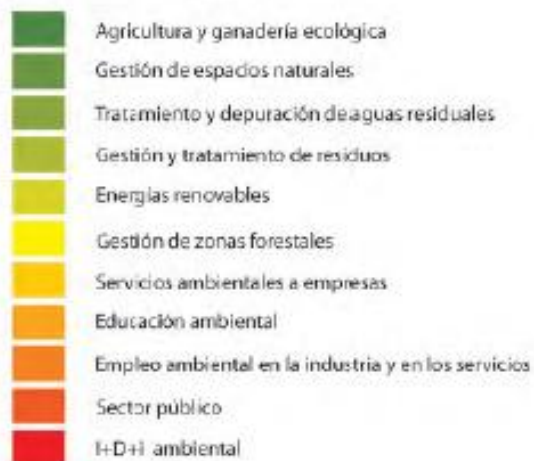 Agricultura y ganadería ecológica
Gestión de espacios naturales
Tratamiento y depuración de aguas residuales
Gestión y tratamiento de residuos
Energías renovables
Gestión de zonas forestales
Servicios ambientales a empresas
Educación ambiental
Empleo ambiental en la industria y en los servicios
Sector público
I+D+i ambiental